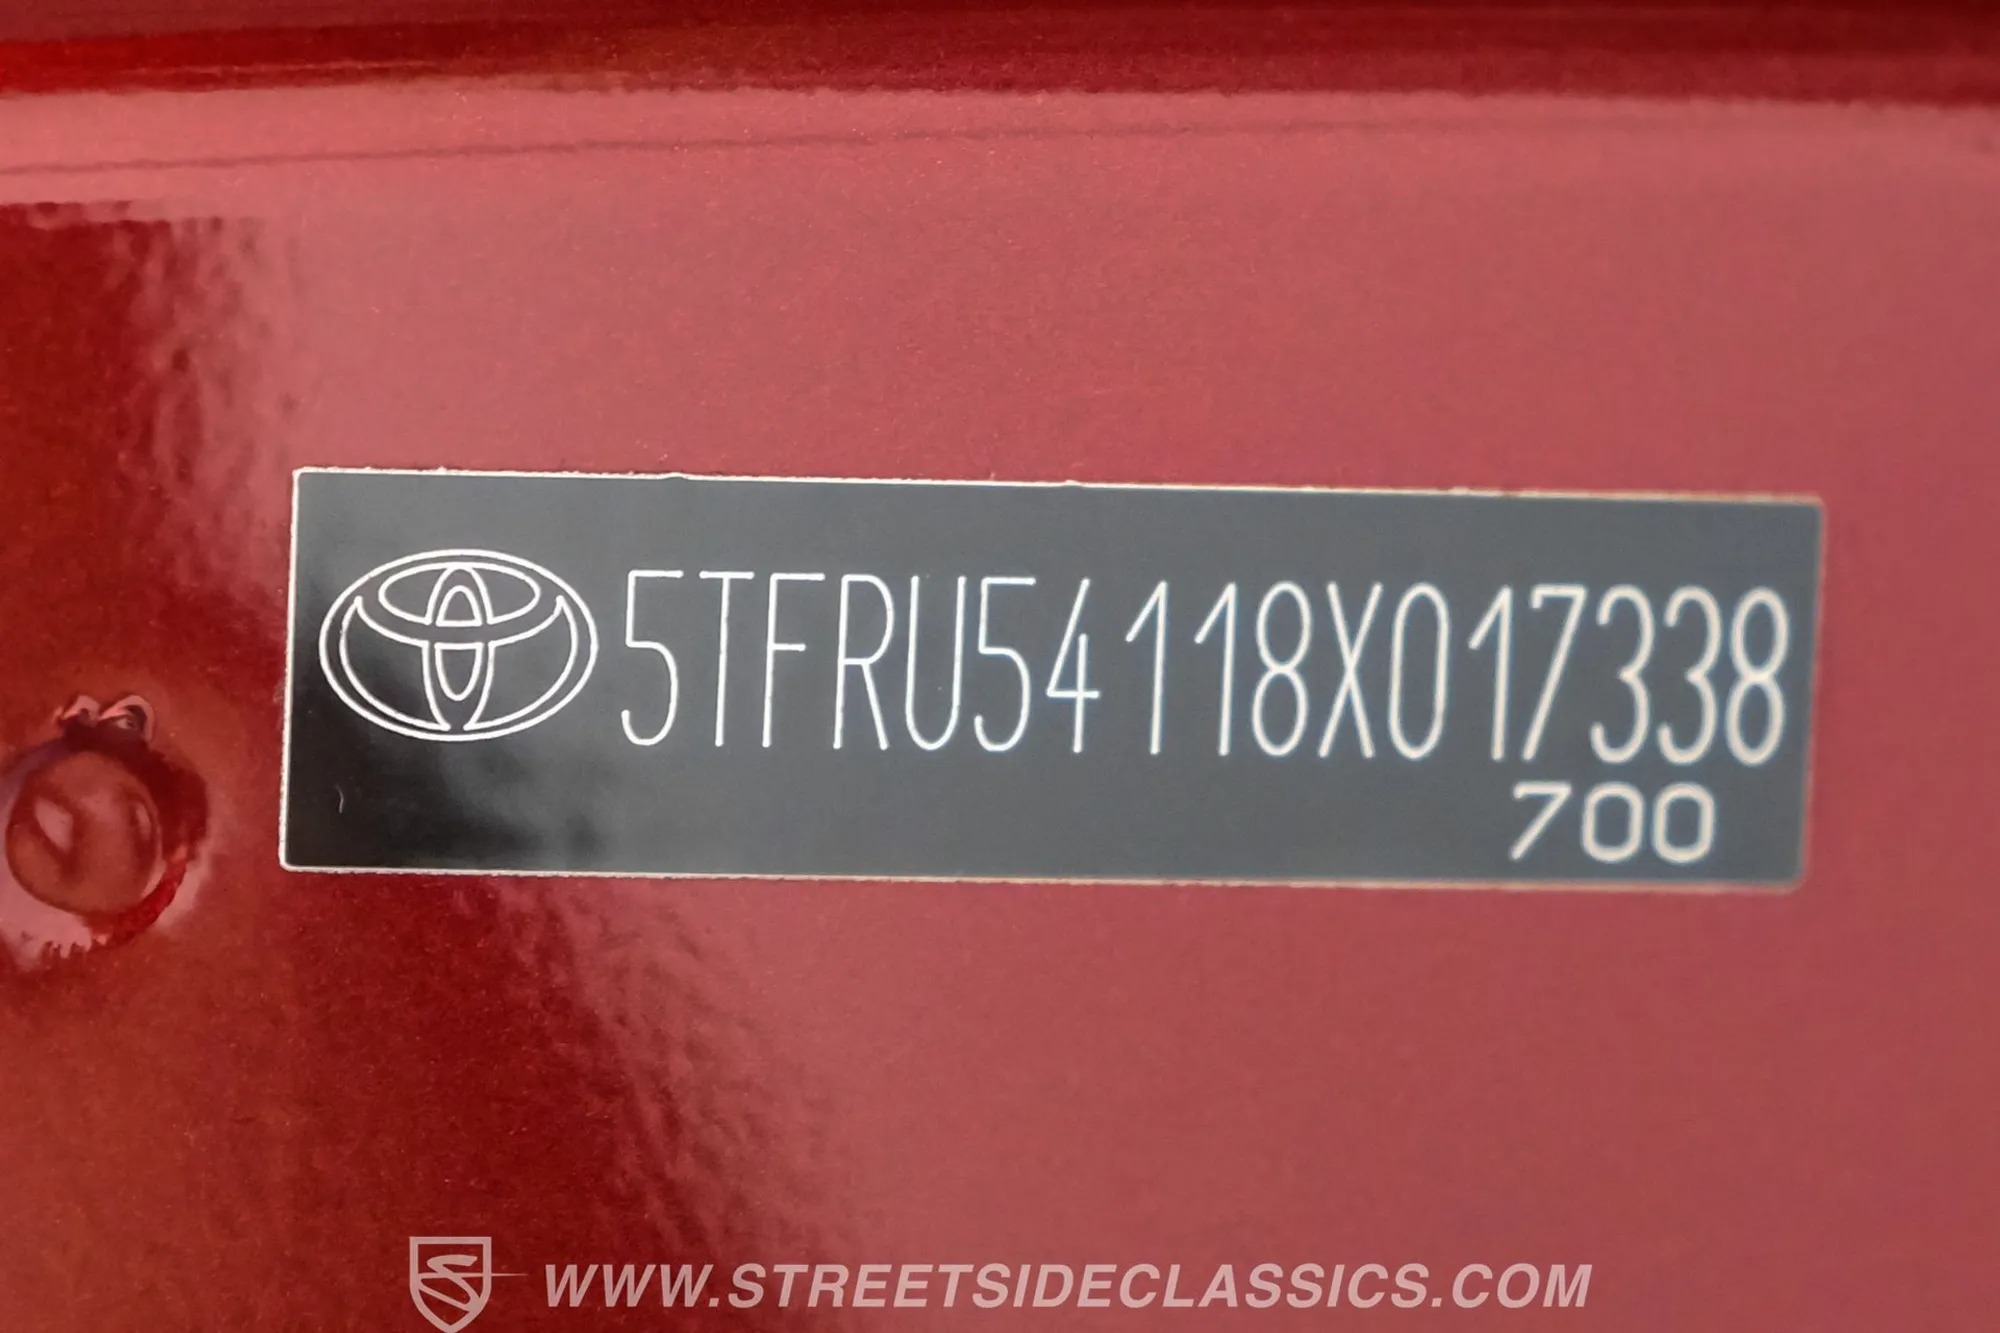 5TFRU54118X017338
700
WWW.STREETSIDECLASSICS.COM